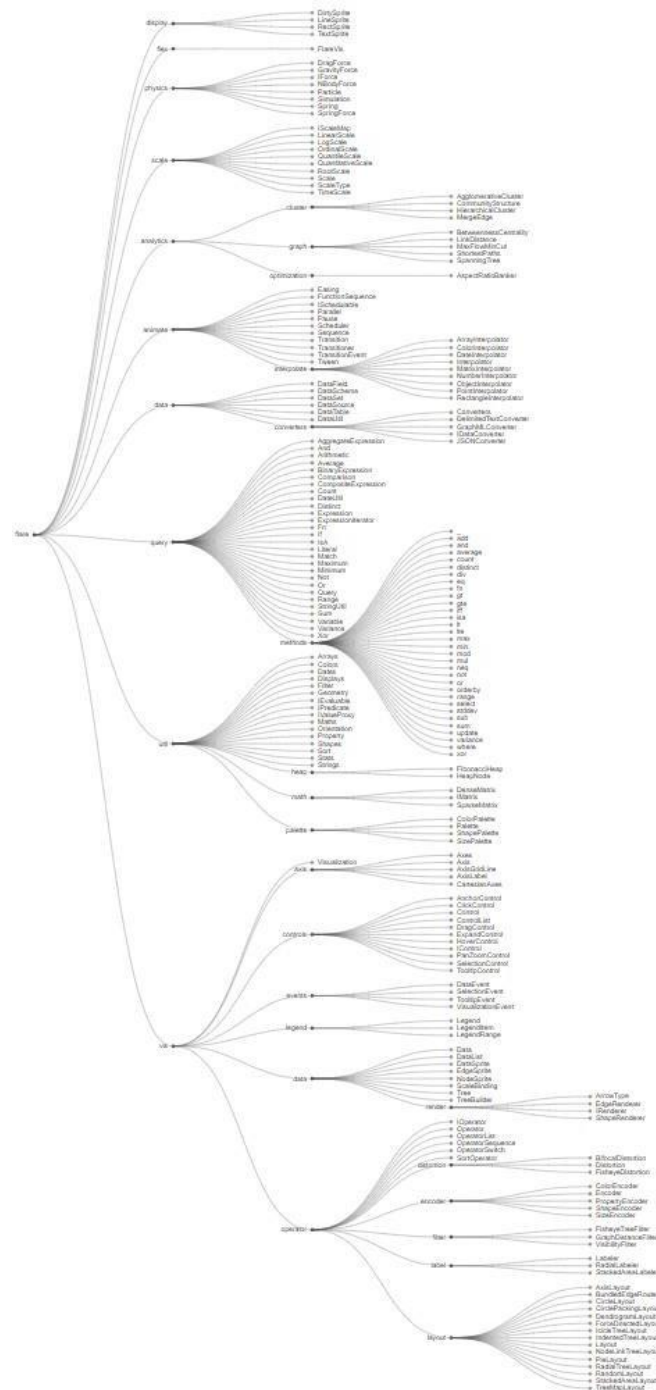 flare
display
DirtySprite
LineSprite
RectSprite
TextSprite
flex
FlareVis
physics
DragForce
GravityForce
IForce
NBodyForce
Particle
Simulation
Spring
SpringForce
scale
IScaleMap
LinearScale
LogScale
OrdinalScale
QuantileScale
QuantitativeScale
RootScale
Scale
ScaleType
TimeScale
analytics
cluster
AgglomerativeCluster
CommunityStructure
HierarchicalCluster
MergeEdge
graph
BetweennessCentrality
LinkDistance
MaxFlowMinCut
ShortestPaths
SpanningTree
optimization
AspectRatioBanker
animate
Easing
FunctionSequence
ISchedulable
Parallel
Pause
Scheduler
Sequence
Transition
Transitioner
TransitionEvent
Tween
interpolate
ArrayInterpolator
ColorInterpolator
DateInterpolator
Interpolator
MatrixInterpolator
NumberInterpolator
ObjectInterpolator
PointInterpolator
RectangleInterpolator
data
DataField
DataSchema
DataSet
DataSource
DataTable
DataUtil
converters
Converters
DelimitedTextConverter
GraphMLConverter
IDataConverter
JSONConverter
query
AggregateExpression
And
Arithmetic
Average
BinaryExpression
Comparison
CompositeExpression
Count
DateUtil
Distinct
Expression
ExpressionIterator
Fn
If
IsA
Literal
Match
Maximum
Minimum
Not
Or
Query
Range
StringUtil
Sum
Variable
Variance
Xor
methods
_
add
and
average
count
distinct
div
eq
fn
gt
gte
iff
isa
lt
lte
max
min
mod
mul
neq
not
or
orderby
range
select
stddev
sub
sum
update
variance
where
xor
util
Arrays
Colors
Dates
Displays
Filter
Geometry
IEvaluable
IPredicate
IValueProxy
Maths
Orientation
Property
Shapes
Sort
Stats
Strings
heap
FibonacciHeap
HeapNode
math
DenseMatrix
IMatrix
SparseMatrix
palette
ColorPalette
Palette
ShapePalette
SizePalette
vis
Visualization
axis
Axes
Axis
AxisGridLine
AxisLabel
CartesianAxes
controls
AnchorControl
ClickControl
Control
ControlList
DragControl
ExpandControl
HoverControl
IControl
PanZoomControl
SelectionControl
TooltipControl
events
DataEvent
SelectionEvent
TooltipEvent
VisualizationEvent
legend
Legend
LegendItem
LegendRange
data
Data
DataList
DataSprite
EdgeSprite
NodeSprite
ScaleBinding
Tree
TreeBuilder
render
ArrowType
EdgeRenderer
IRenderer
ShapeRenderer
operator
IOperator
Operator
OperatorList
OperatorSequence
OperatorSwitch
SortOperator
distortion
BifocalDistortion
Distortion
FisheyeDistortion
encoder
ColorEncoder
Encoder
PropertyEncoder
ShapeEncoder
SizeEncoder
filter
FisheyeTreeFilter
GraphDistanceFilter
VisibilityFilter
label
Labeler
RadialLabeler
StackedAreaLabeler
layout
AxisLayout
BundledEdgeRoute
CircleLayout
CirclePackingLayou
DendrogramLayout
ForceDirectedLayou
IcicleTreeLayout
IndentedTreeLayou
Layout
NodeLinkTreeLayou
PieLayout
RadialTreeLayout
RandomLayout
StackedAreaLayout
TreeMapLayout